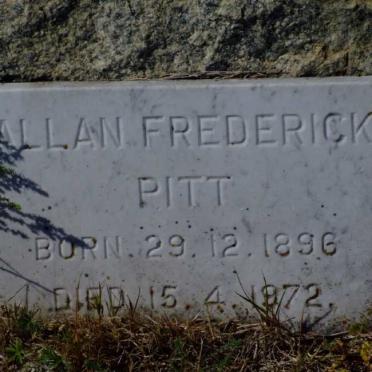 ALLAN FREDERICK
PITT
BORN. 29. 12. 1896
DIED. 15. 4. 1972.